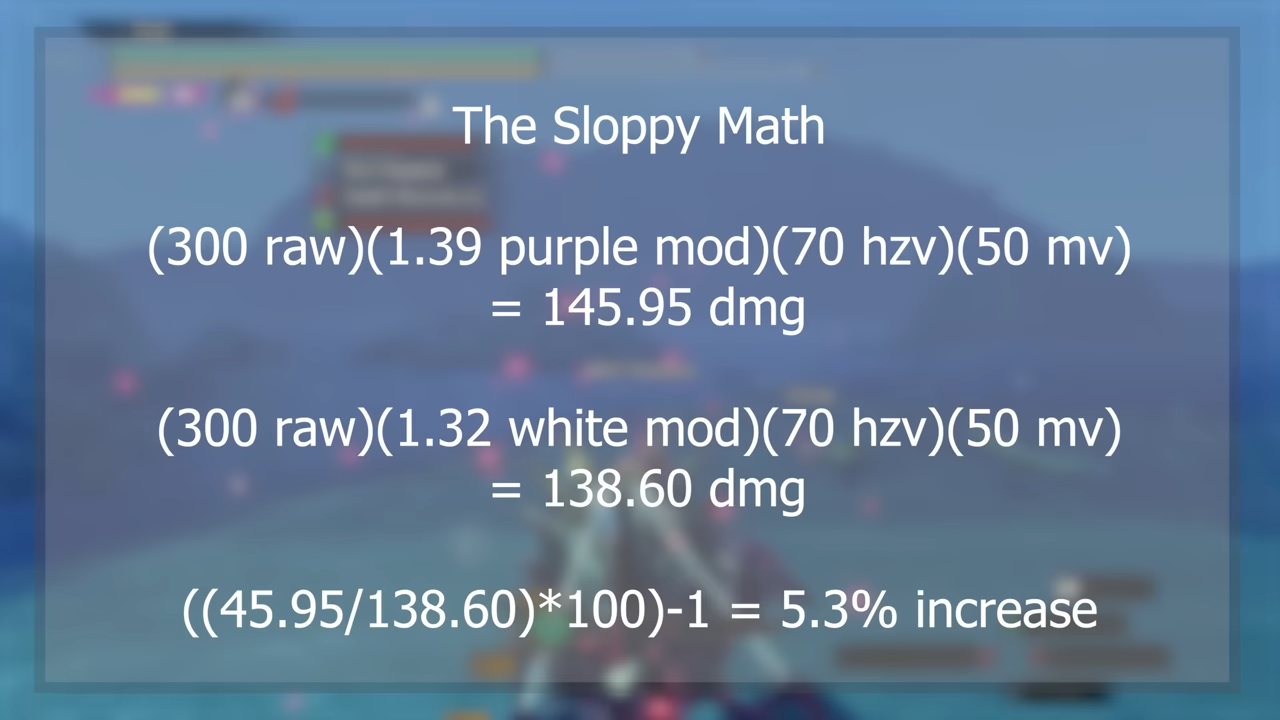 The Sloppy Math
(300 raw)(1.39 purple mod)(70 hzv)(50 mv)
= 145.95 dmg
(300 raw)(1.32 white mod)(70 hzv)(50 mv)
= 138.60 dmg
((45.95/138.60)*100)-1 = 5.3% increase